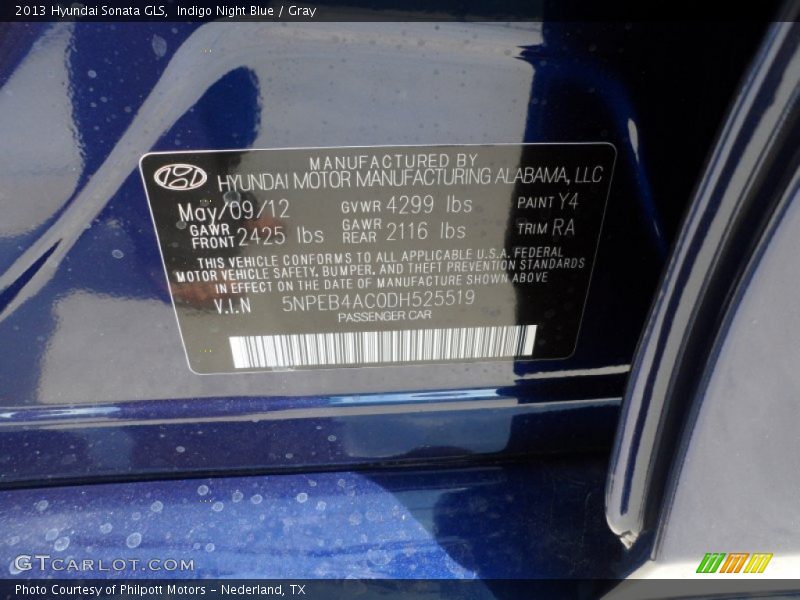 2013 Hyundai Sonata GLS, Indigo Night Blue / Gray
MANUFACTURED BY
HYUNDAI MOTOR MANUFACTURING ALABAMA, LLC
May/09/12 GVWR 4299 lbs PAINT Y4
GAWR FRONT 2425 lbs GAWR REAR 2116 lbs TRIM RA
THIS VEHICLE CONFORMS TO ALL APPLICABLE U.S.A. FEDERAL
MOTOR VEHICLE SAFETY, BUMPER, AND THEFT PREVENTION STANDARDS
IN EFFECT ON THE DATE OF MANUFACTURE SHOWN ABOVE
V.I.N 5NPEB4AC0DH525519
PASSENGER CAR
GTCARLOT.COM
Photo Courtesy of Philpott Motors - Nederland, TX